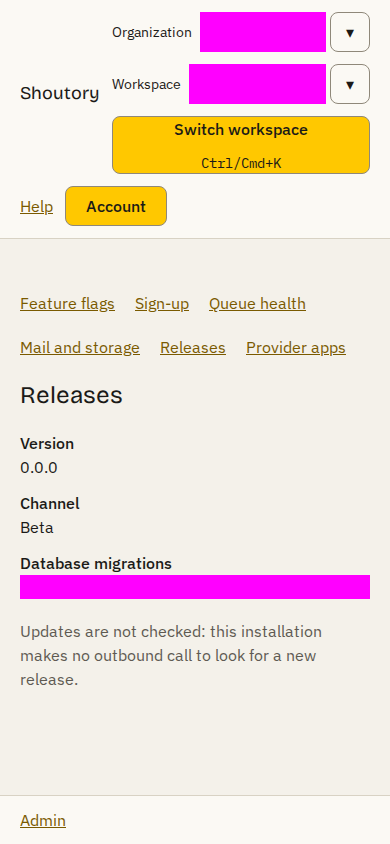 Organization ▾
Workspace ▾
Shoutory
Switch workspace
Ctrl/Cmd+K
Help Account
Feature flags Sign-up Queue health
Mail and storage Releases Provider apps
Releases
Version
0.0.0
Channel
Beta
Database migrations
Updates are not checked: this installation
makes no outbound call to look for a new
release.
Admin